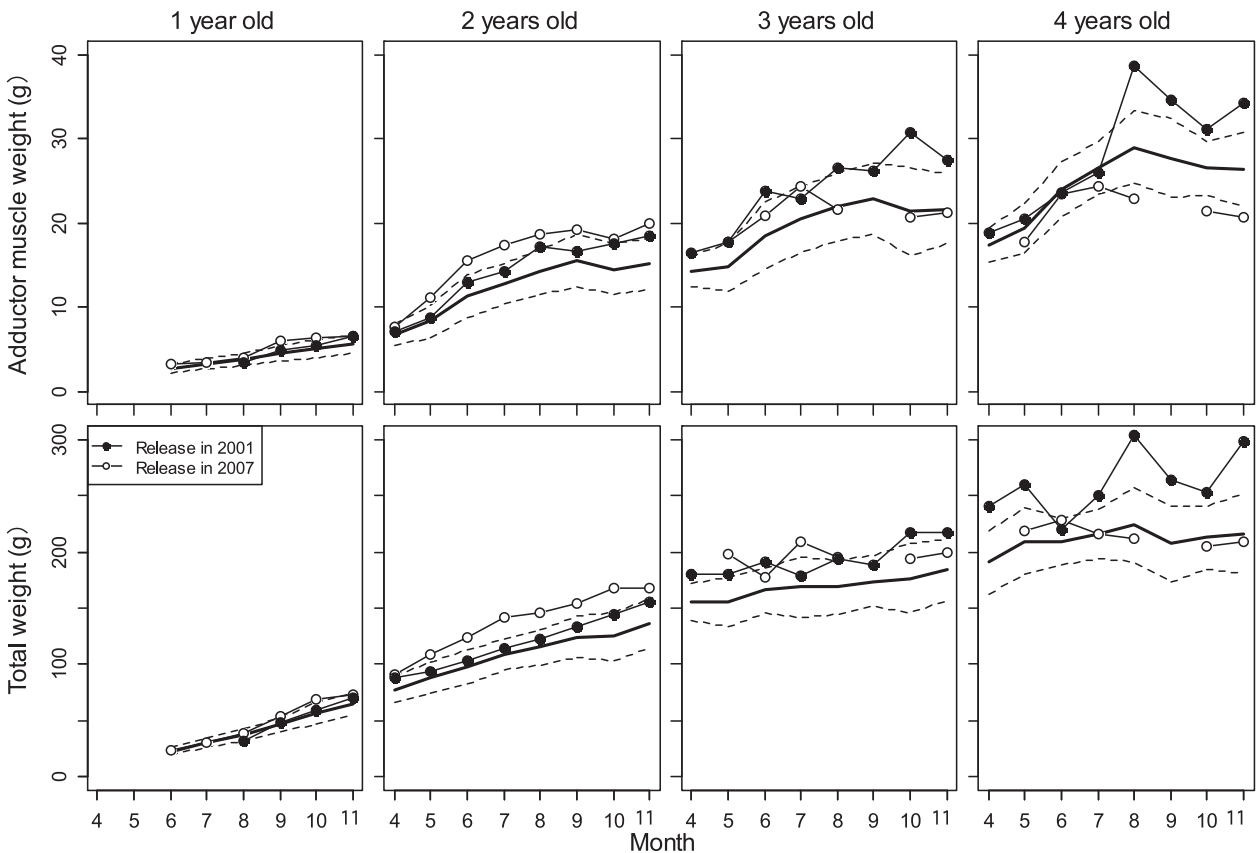 1 year old 2 years old 3 years old 4 years old
Adductor muscle weight (g)
40
30
20
10
0
Total weight (g)
300
200
100
0
Release in 2001
Release in 2007
4 5 6 7 8 9 10 11 4 5 6 7 8 9 10 11 4 5 6 7 8 9 10 11 4 5 6 7 8 9 10 11
Month